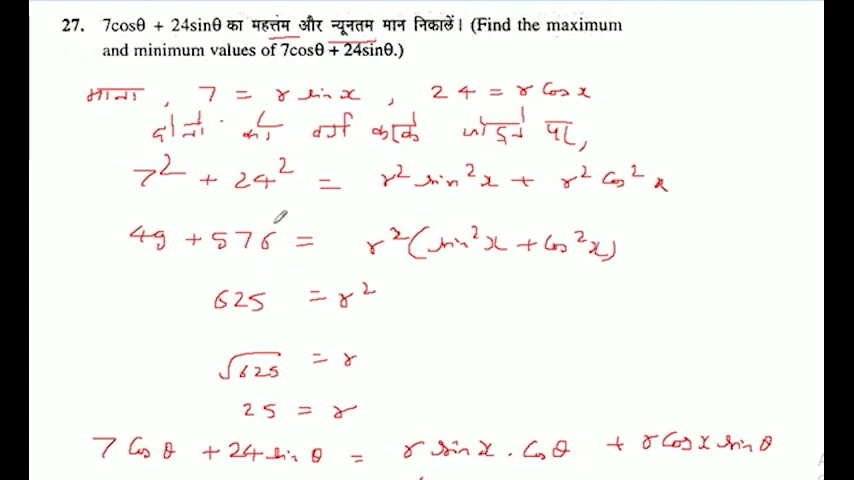 27. 7cosθ + 24sinθ का महत्तम और न्यूनतम मान निकालें। (Find the maximum
and minimum values of 7cosθ + 24sinθ.)
माना, 7 = r sin x, 24 = r cos x
दोनों का वर्ग करके जोड़ने पर,
7² + 24² = r² sin² x + r² cos² x
49 + 576 = r² (sin² x + cos² x)
625 = r²
√625 = r
25 = r
7 cos θ + 24 sin θ = r sin x . cos θ + r cos x sin θ